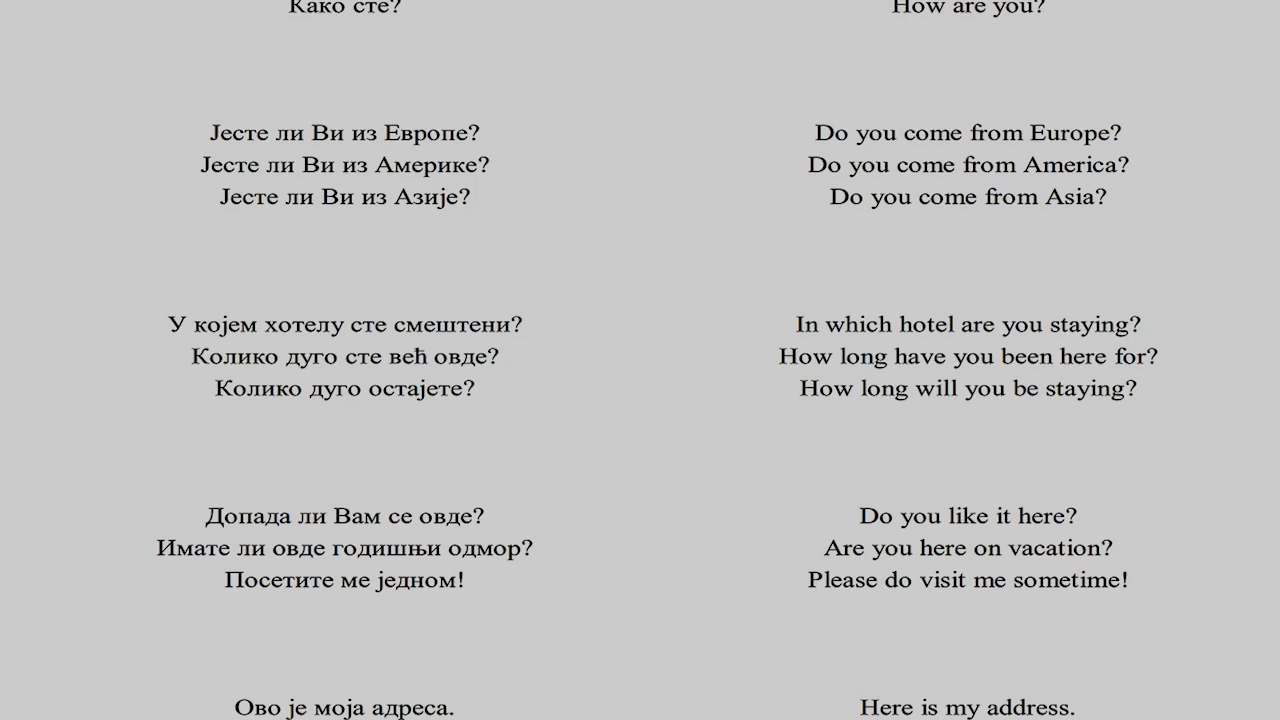 Како сте?
How are you?
Јесте ли Ви из Европе?
Do you come from Europe?
Јесте ли Ви из Америке?
Do you come from America?
Јесте ли Ви из Азије?
Do you come from Asia?
У којем хотелу сте смештени?
In which hotel are you staying?
Колико дуго сте већ овде?
How long have you been here for?
Колико дуго остајете?
How long will you be staying?
Допада ли Вам се овде?
Do you like it here?
Имате ли овде годишњи одмор?
Are you here on vacation?
Посетите ме једном!
Please do visit me sometime!
Ово је моја адреса.
Here is my address.